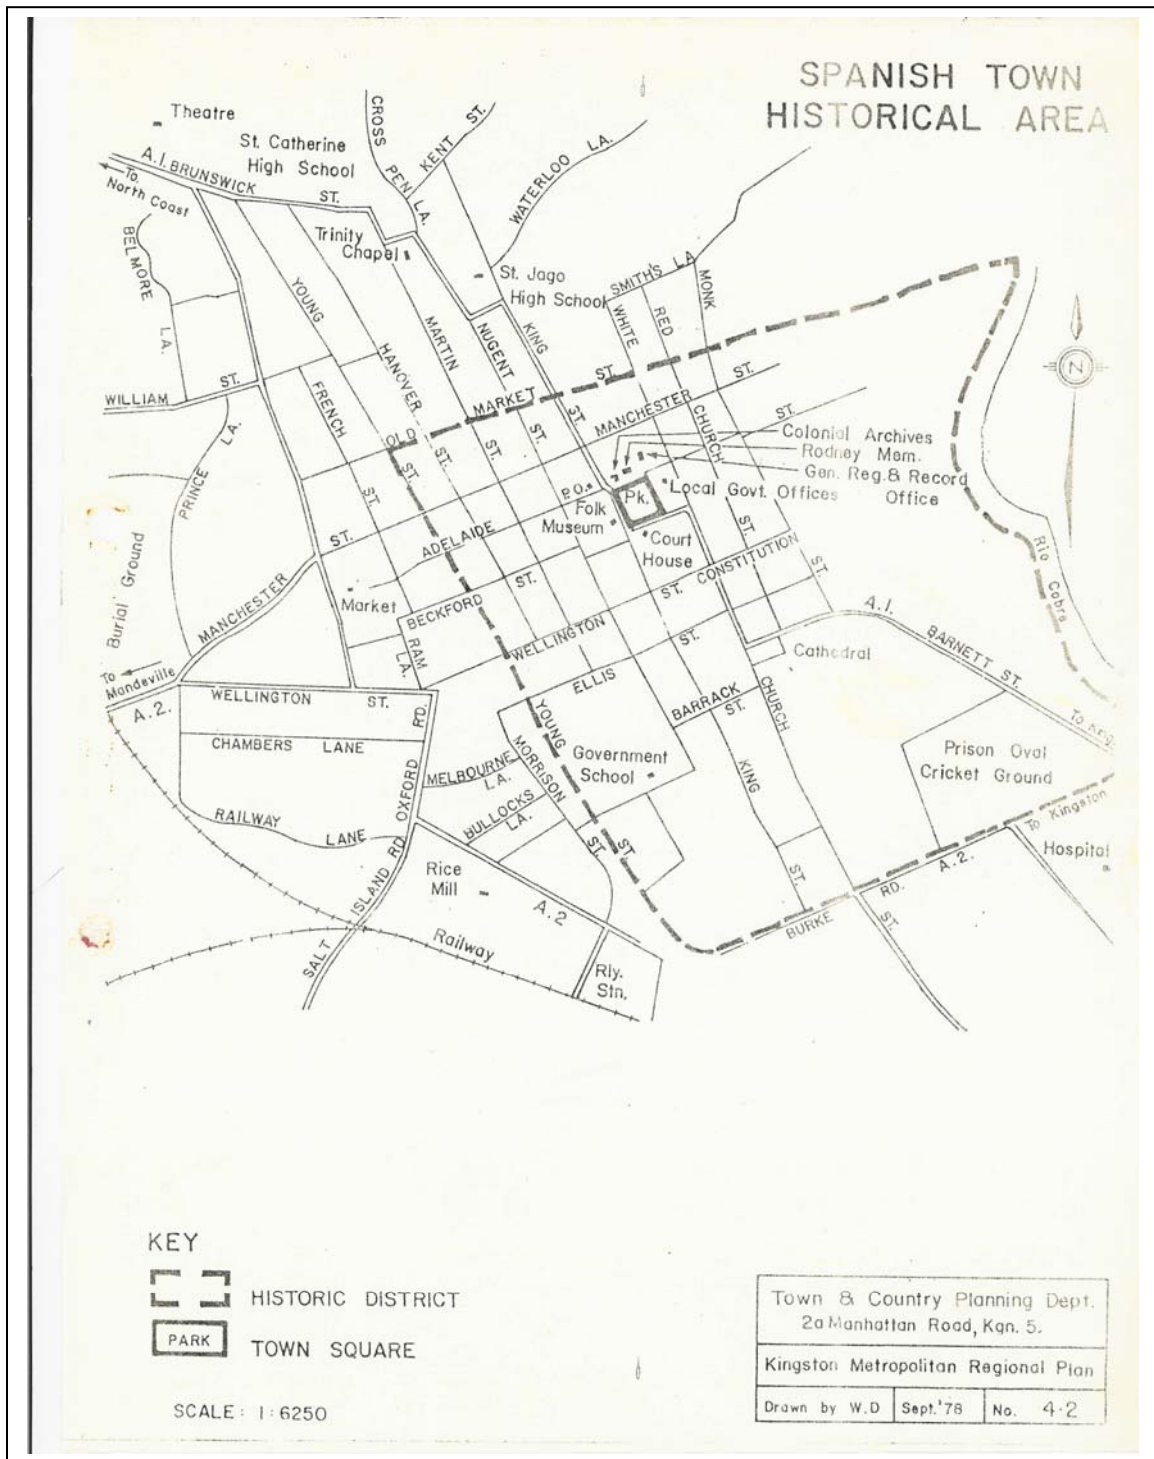 SPANISH TOWN
HISTORICAL AREA
Theatre
St. Catherine
High School
CROSS
PEN LA.
KENT ST.
WATERLOO LA.
A.1. BRUNSWICK
ST.
To
North Coast
BELMORE
LA.
Trinity
Chapel
St. Jago
High School
SMITH'S LA
MONK
WHITE
RED
YOUNG
HANOVER
MARTIN
NUGENT
KING
ST.
FRENCH
ST.
WILLIAM
ST.
PRINCE
LA.
OLD
MARKET
ST.
ST.
ST.
ST.
ST.
MANCHESTER
ST.
CHURCH
ST.
ST.
ST.
N
Colonial Archives
Rodney Mem.
Gen. Reg. & Record
Office
Local Govt. Offices
P.O.
Pk.
Folk
Museum
Court
House
ST.
ADELAIDE
CONSTITUTION
ST.
Rio Cobre
Burial Ground
MANCHESTER
ST.
Market
BECKFORD
ST.
RAM
LA.
WELLINGTON
ST.
ELLIS
A.1.
BARNETT ST.
Cathedral
To
Mandeville
A.2.
WELLINGTON
ST.
CHAMBERS LANE
RAILWAY
LANE
OXFORD
RD.
MELBOURNE
LA.
BULLOCKS
LA.
MORRISON
ST.
YOUNG
ST.
BARRACK
ST.
CHURCH
ST.
KING
ST.
Government
School
Prison Oval
Cricket Ground
To King
To Kingston
Hospital
SALT ISLAND RD
Rice
Mill
A.2
Railway
Rly.
Stn.
BURKE
RD.
A.2.
KEY
HISTORIC DISTRICT
PARK
TOWN SQUARE
SCALE: 1:6250
Town & Country Planning Dept.
2a Manhattan Road, Kgn. 5.
Kingston Metropolitan Regional Plan
Drawn by W.D
Sept.'78
No. 4·2